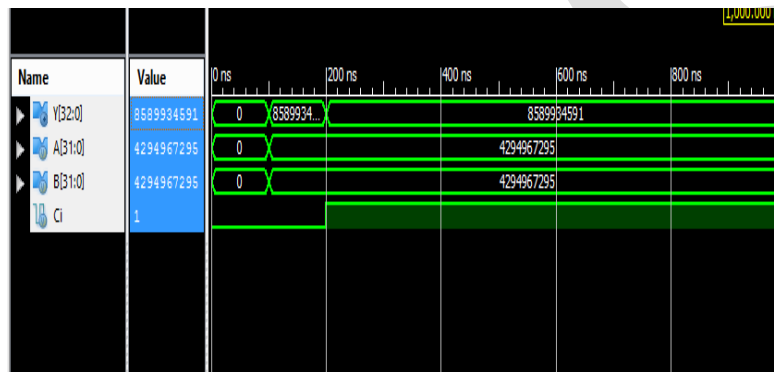 1,000.000
Name Value 0 ns 200 ns 400 ns 600 ns 800 ns
Y[32:0] 8589934591 0 8589934... 8589934591
A[31:0] 4294967295 0 4294967295
B[31:0] 4294967295 0 4294967295
Ci 1